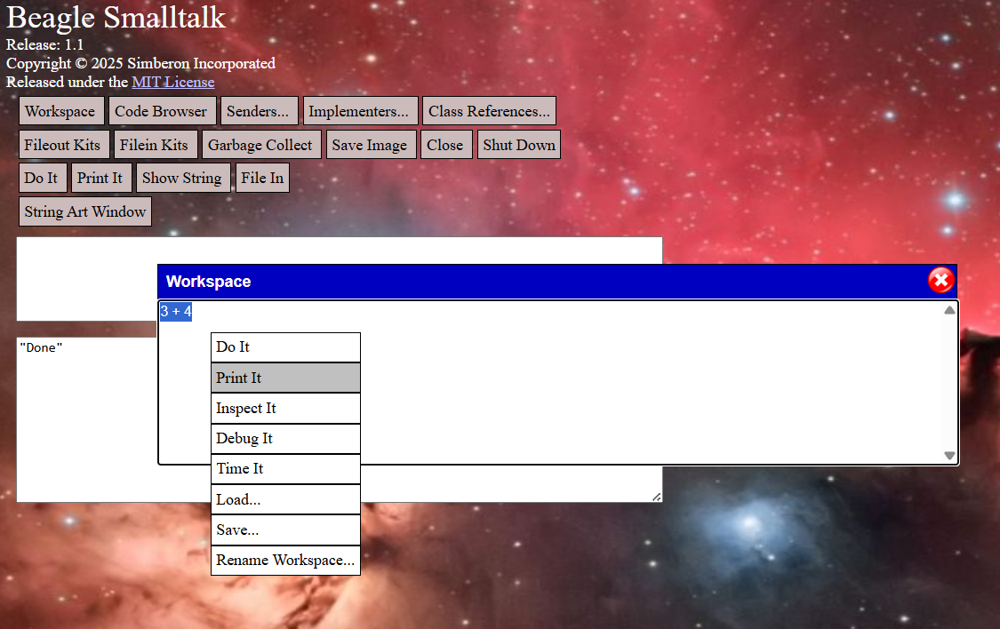 Beagle Smalltalk
Release: 1.1
Copyright © 2025 Simberon Incorporated
Released under the MIT License
Workspace Code Browser Senders... Implementers... Class References...
Fileout Kits Filein Kits Garbage Collect Save Image Close Shut Down
Do It Print It Show String File In
String Art Window
Workspace
3 + 4
"Done"
Do It
Print It
Inspect It
Debug It
Time It
Load...
Save...
Rename Workspace...